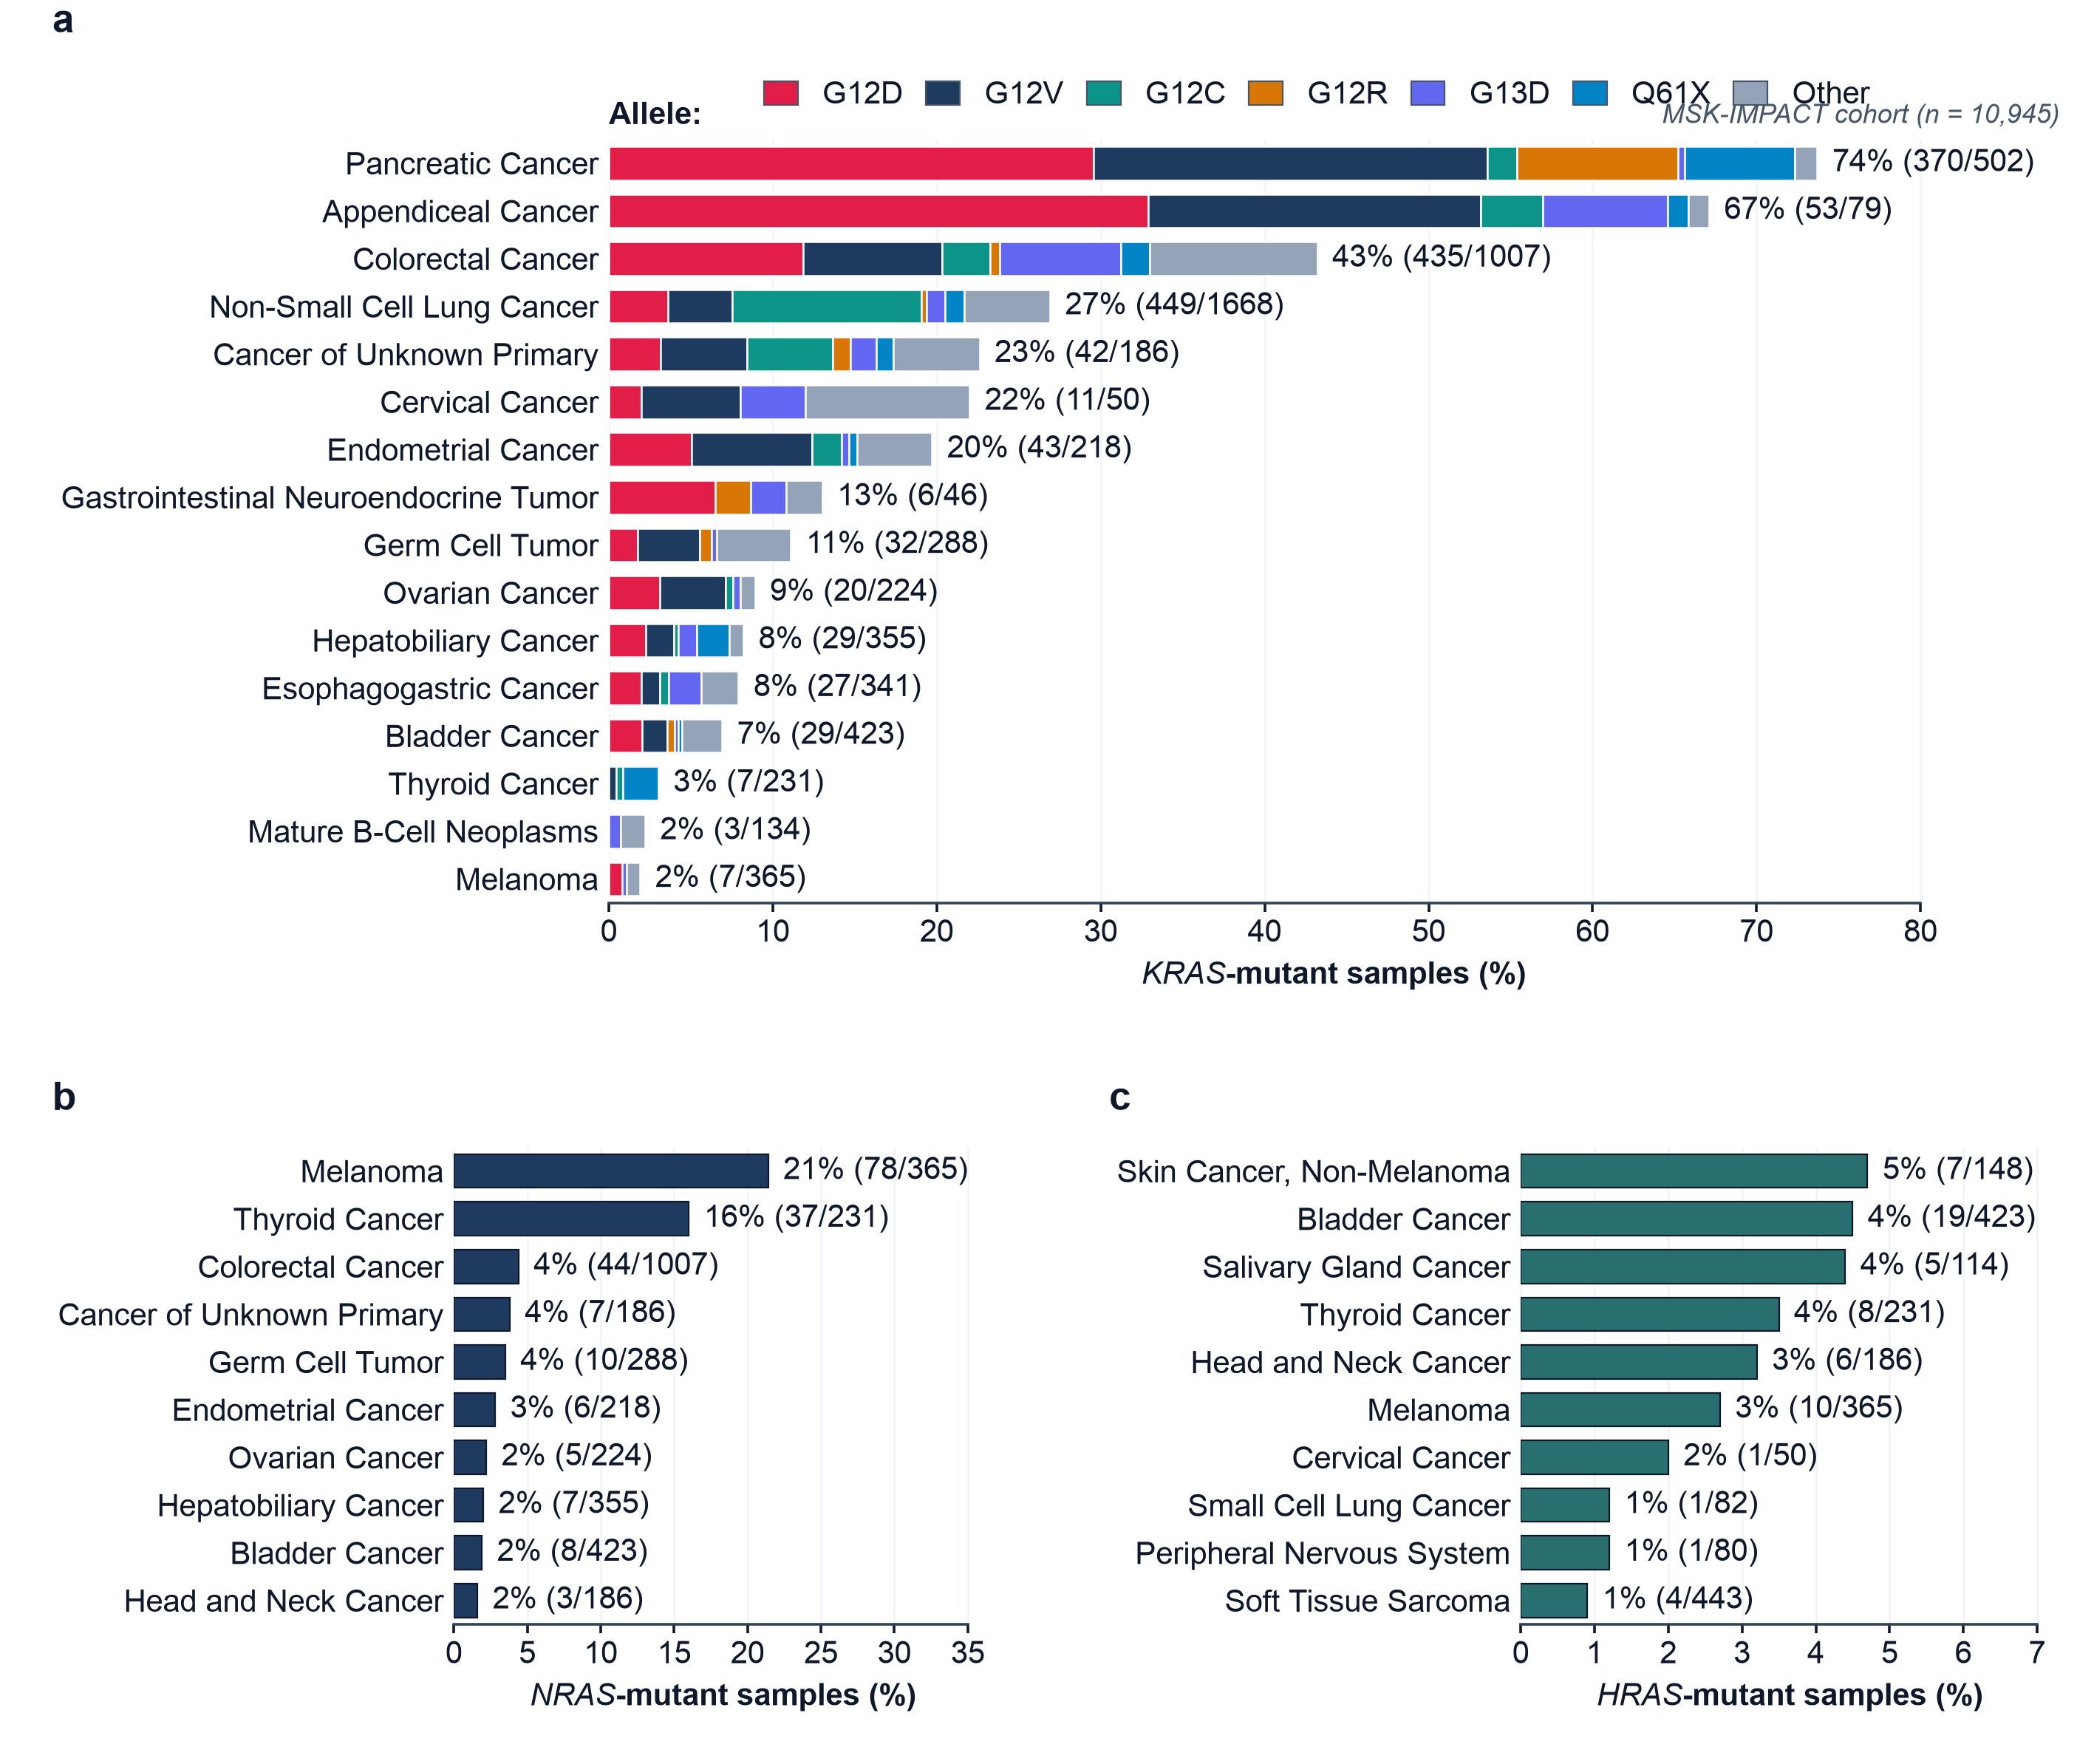 a
G12D G12V G12C G12R G13D Q61X Other
Allele:
MSK-IMPACT cohort (n = 10,945)
Pancreatic Cancer 74% (370/502)
Appendiceal Cancer 67% (53/79)
Colorectal Cancer 43% (435/1007)
Non-Small Cell Lung Cancer 27% (449/1668)
Cancer of Unknown Primary 23% (42/186)
Cervical Cancer 22% (11/50)
Endometrial Cancer 20% (43/218)
Gastrointestinal Neuroendocrine Tumor 13% (6/46)
Germ Cell Tumor 11% (32/288)
Ovarian Cancer 9% (20/224)
Hepatobiliary Cancer 8% (29/355)
Esophagogastric Cancer 8% (27/341)
Bladder Cancer 7% (29/423)
Thyroid Cancer 3% (7/231)
Mature B-Cell Neoplasms 2% (3/134)
Melanoma 2% (7/365)
0 10 20 30 40 50 60 70 80
KRAS-mutant samples (%)
b
Melanoma 21% (78/365)
Thyroid Cancer 16% (37/231)
Colorectal Cancer 4% (44/1007)
Cancer of Unknown Primary 4% (7/186)
Germ Cell Tumor 4% (10/288)
Endometrial Cancer 3% (6/218)
Ovarian Cancer 2% (5/224)
Hepatobiliary Cancer 2% (7/355)
Bladder Cancer 2% (8/423)
Head and Neck Cancer 2% (3/186)
0 5 10 15 20 25 30 35
NRAS-mutant samples (%)
c
Skin Cancer, Non-Melanoma 5% (7/148)
Bladder Cancer 4% (19/423)
Salivary Gland Cancer 4% (5/114)
Thyroid Cancer 4% (8/231)
Head and Neck Cancer 3% (6/186)
Melanoma 3% (10/365)
Cervical Cancer 2% (1/50)
Small Cell Lung Cancer 1% (1/82)
Peripheral Nervous System 1% (1/80)
Soft Tissue Sarcoma 1% (4/443)
0 1 2 3 4 5 6 7
HRAS-mutant samples (%)